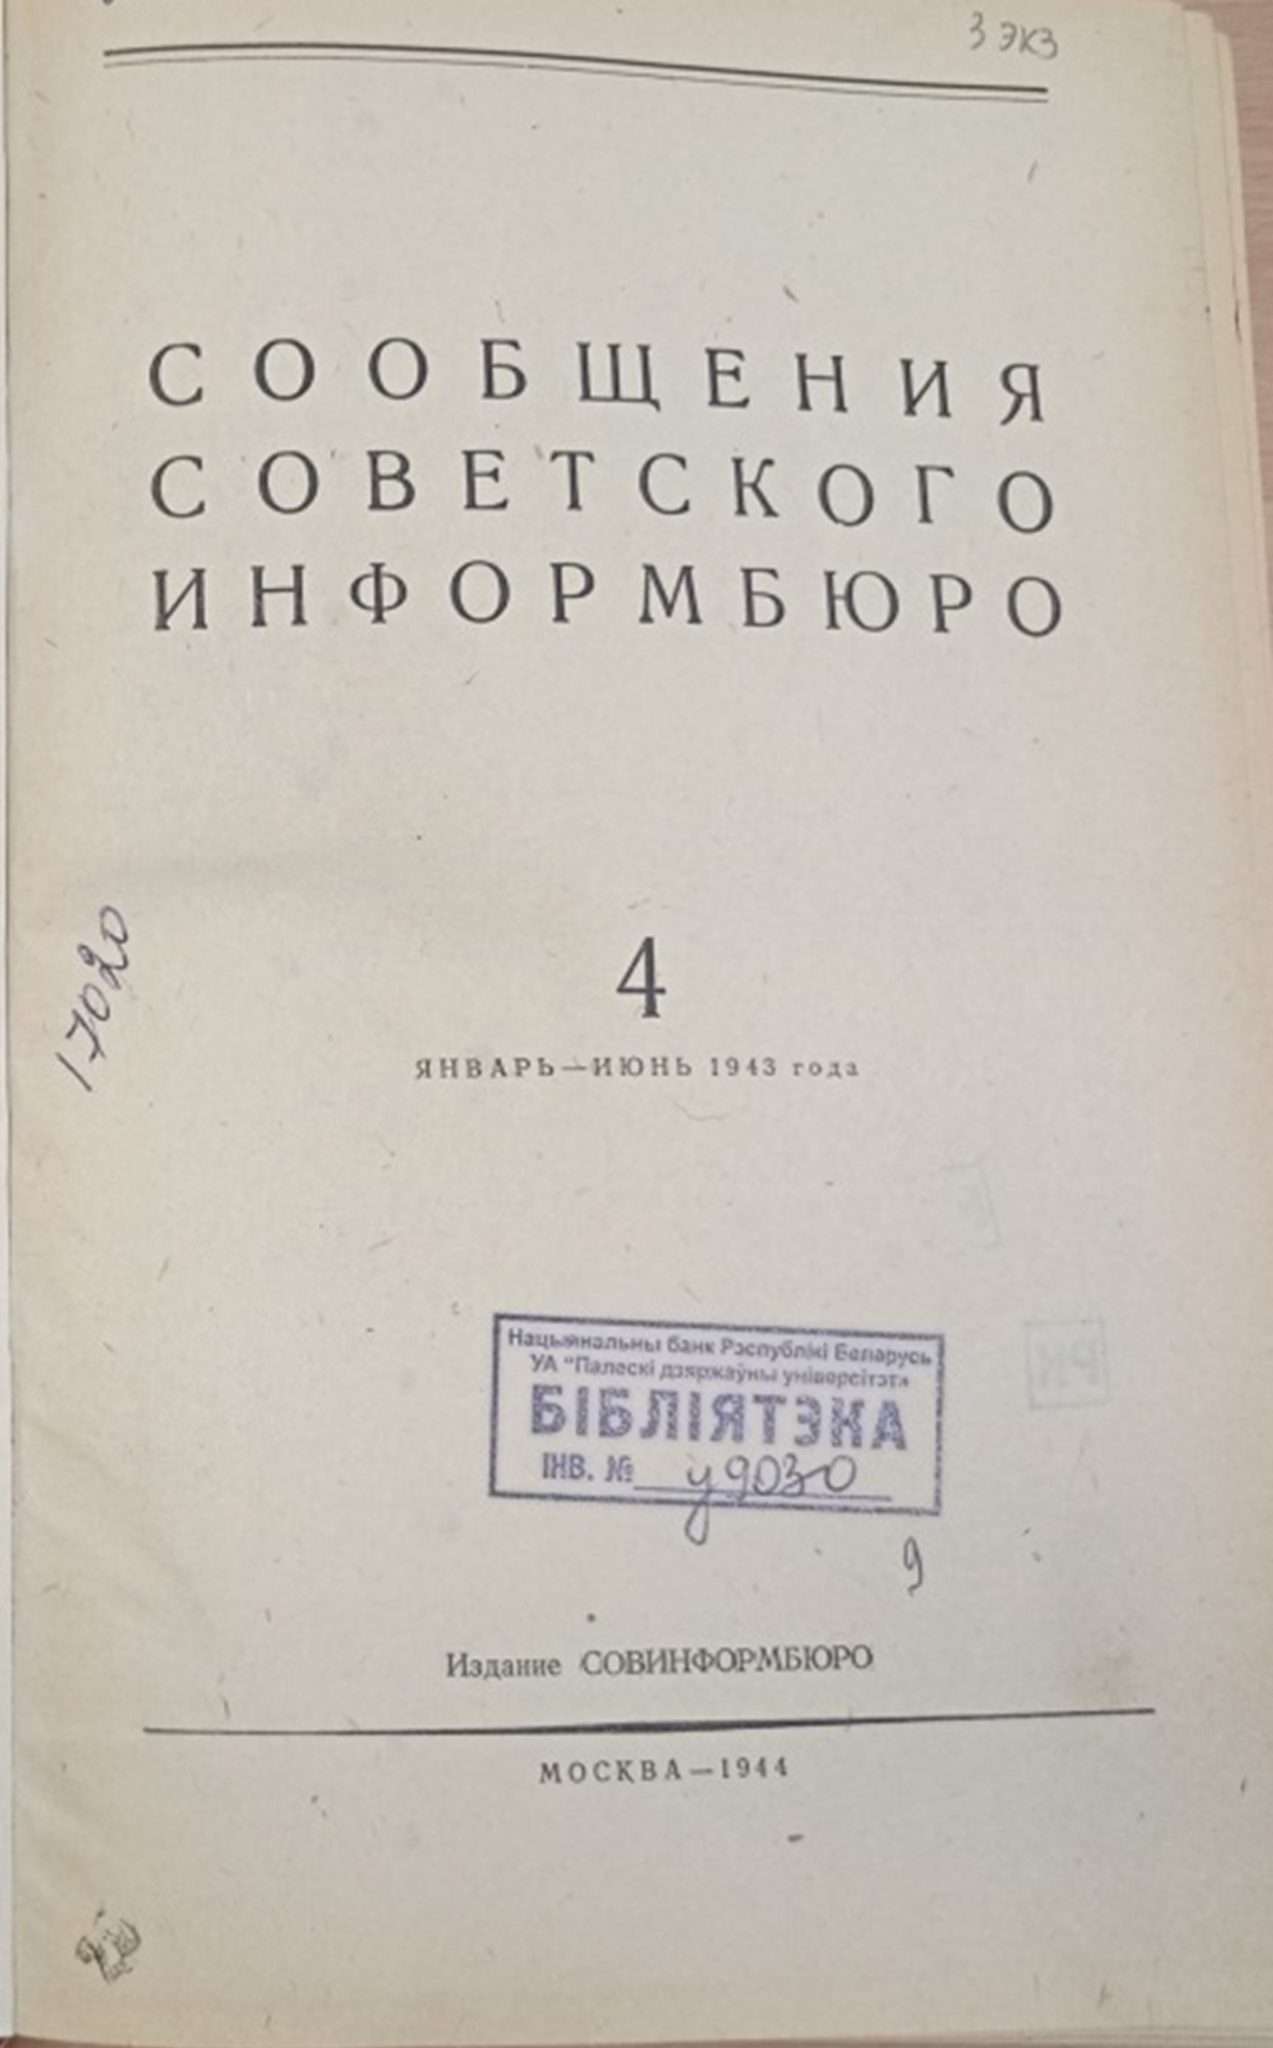 3 экз
СООБЩЕНИЯ
СОВЕТСКОГО
ИНФОРМБЮРО
17020
4
ЯНВАРЬ—ИЮНЬ 1943 года
Нацыянальны банк Рэспублікі Беларусь
УА "Палескі дзяржаўны універсітэт"
БІБЛІЯТЭКА
ІНВ. № у9030
9
Издание СОВИНФОРМБЮРО
МОСКВА—1944